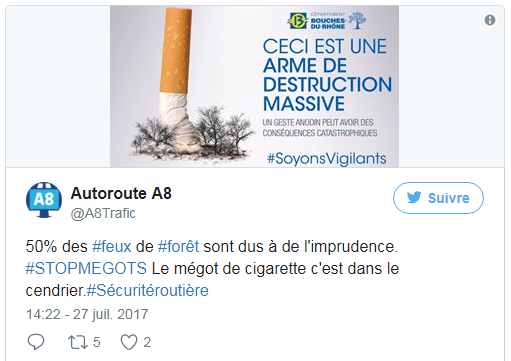 DÉPARTEMENT
BOUCHES
DU RHÔNE
CECI EST UNE
ARME DE
DESTRUCTION
MASSIVE
UN GESTE ANODIN PEUT AVOIR DES
CONSÉQUENCES CATASTROPHIQUES
#SoyonsVigilants
A8
Autoroute A8
@A8Trafic
Suivre
50% des #feux de #forêt sont dus à de l'imprudence.
#STOPMEGOTS Le mégot de cigarette c'est dans le
cendrier.#Sécuritéroutière
14:22 - 27 juil. 2017
5
2